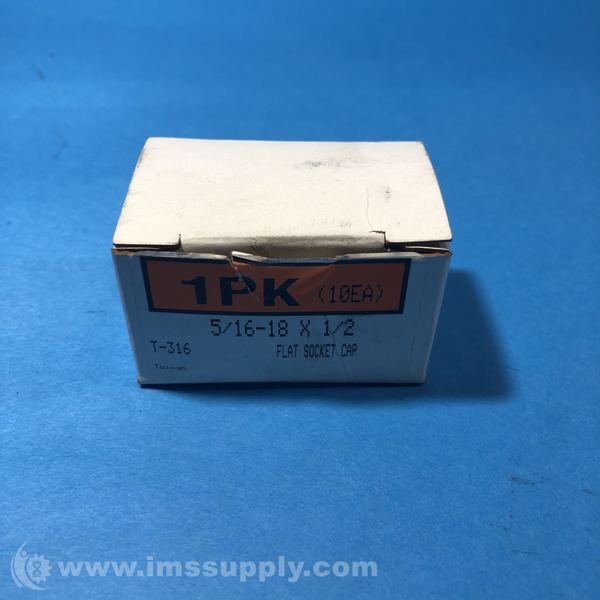 1PK (10EA)
5/16-18 X 1/2
T-316 FLAT SOCKET CAP
Taiwan
www.imssupply.com